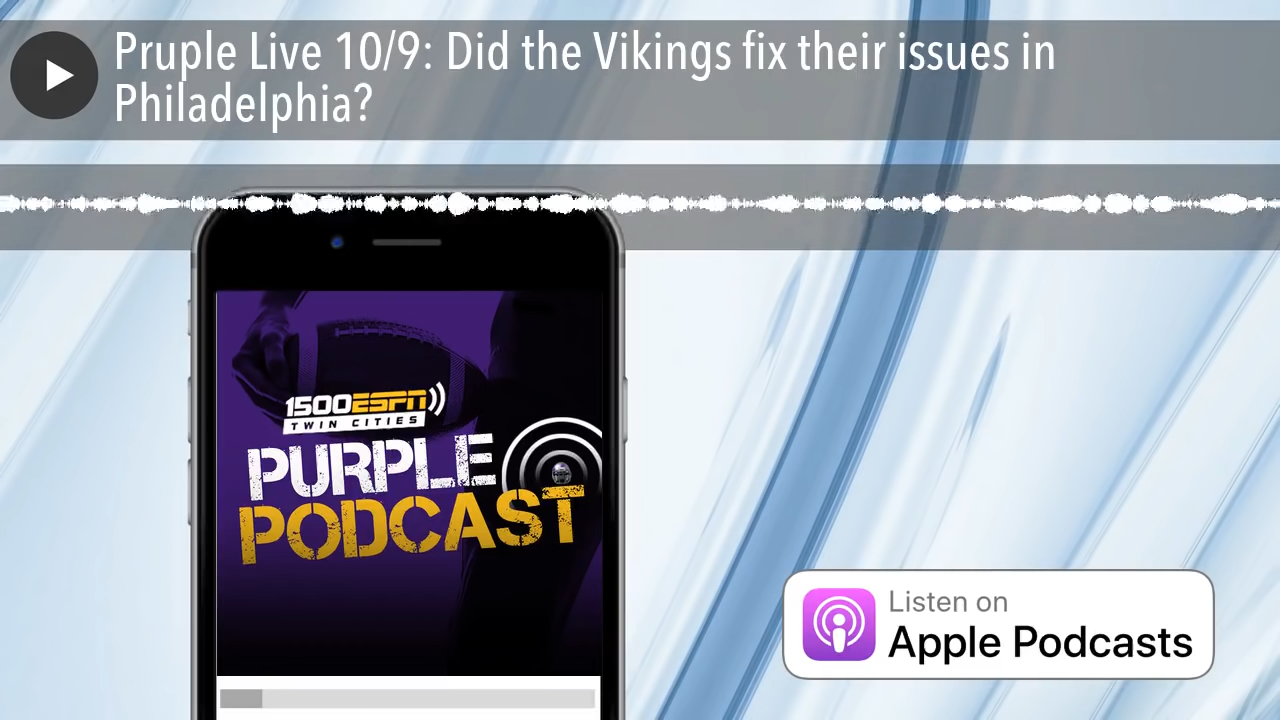 Pruple Live 10/9: Did the Vikings fix their issues in
Philadelphia?
1500ESPN
TWIN CITIES
PURPLE
PODCAST
Listen on
Apple Podcasts